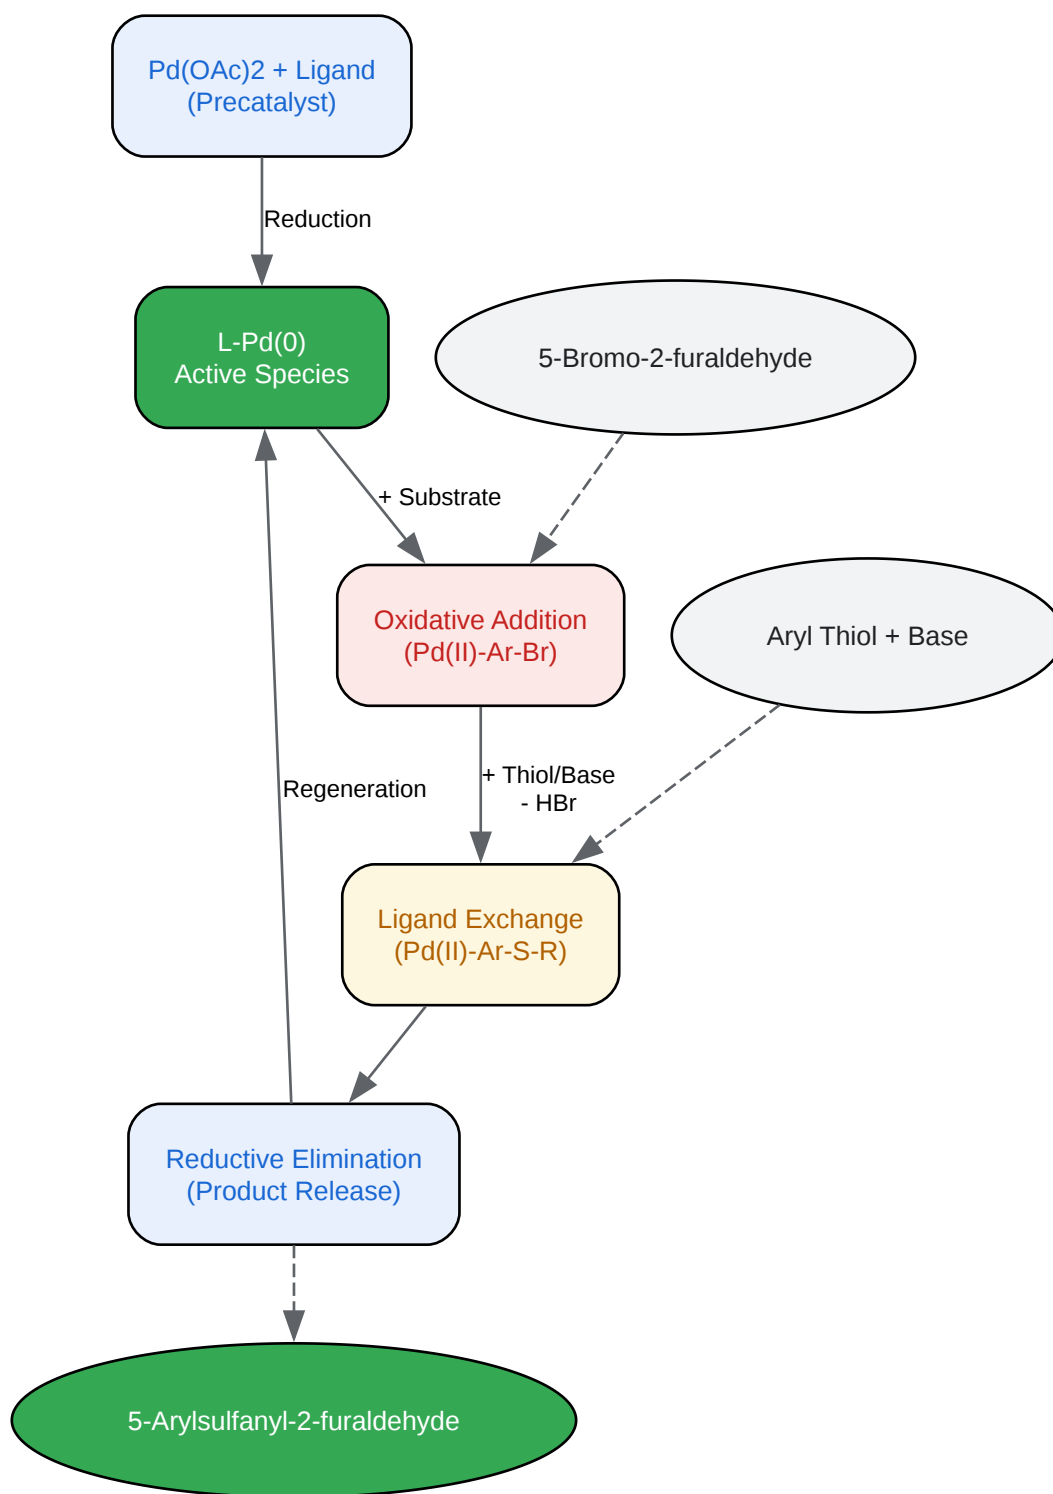 Pd(OAc)2 + Ligand
(Precatalyst)
Reduction
L-Pd(0)
Active Species
5-Bromo-2-furaldehyde
+ Substrate
Oxidative Addition
(Pd(II)-Ar-Br)
Aryl Thiol + Base
+ Thiol/Base
- HBr
Regeneration
Ligand Exchange
(Pd(II)-Ar-S-R)
Reductive Elimination
(Product Release)
5-Arylsulfanyl-2-furaldehyde